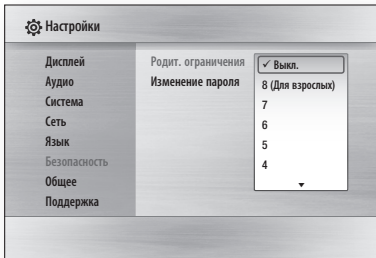 Настройки
Дисплей
Аудио
Система
Сеть
Язык
Безопасность
Общее
Поддержка
Родит. ограничения
Изменение пароля
✓ Выкл.
8 (Для взрослых)
7
6
5
4